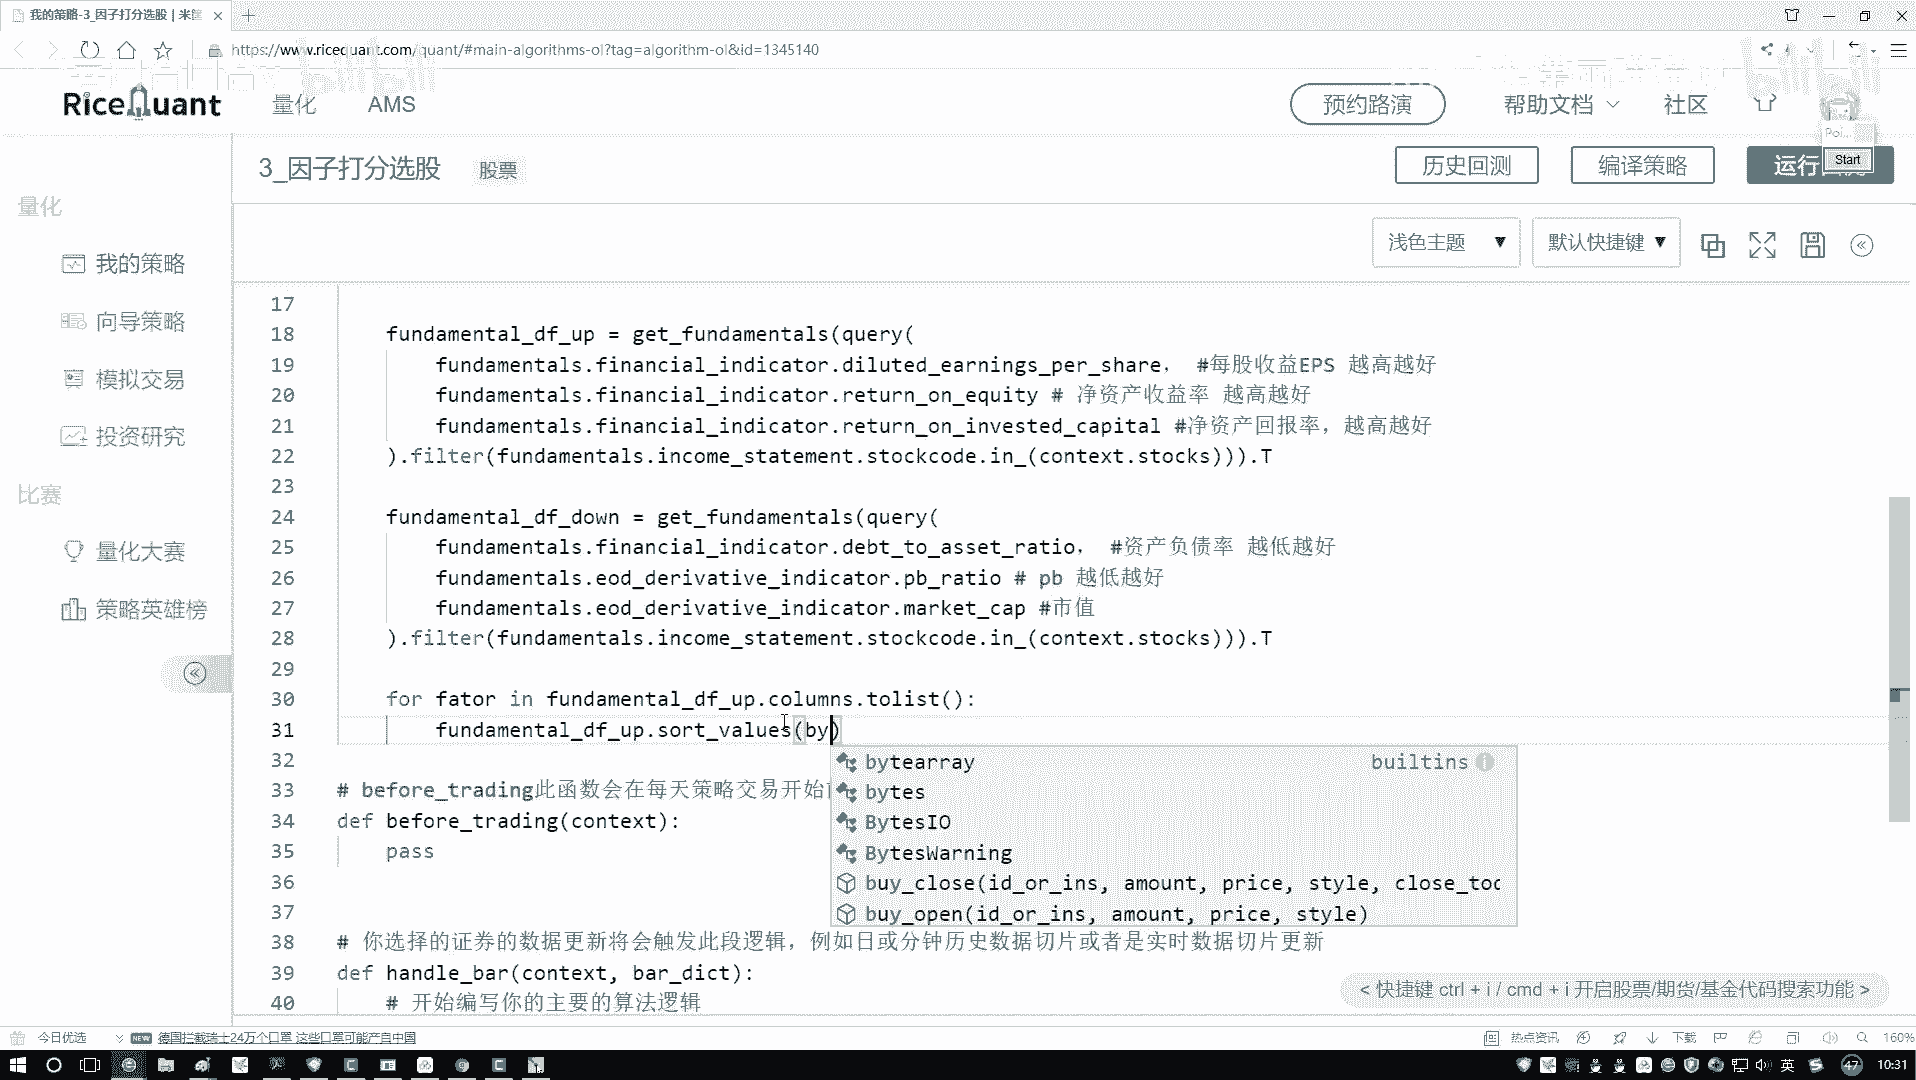 我的策略-3_因子打分选股 | 米筐
https://www.ricequant.com/quant/#main-algorithms-ol?tag=algorithm-ol&id=1345140
RiceQuant
量化
AMS
预约路演
帮助文档
社区
Poi...
Start
3_因子打分选股
股票
历史回测
编译策略
运行
量化
我的策略
向导策略
模拟交易
投资研究
比赛
量化大赛
策略英雄榜
浅色主题
默认快捷键
17
18 fundamental_df_up = get_fundamentals(query(
19 fundamentals.financial_indicator.diluted_earnings_per_share, #每股收益EPS 越高越好
20 fundamentals.financial_indicator.return_on_equity # 净资产收益率 越高越好
21 fundamentals.financial_indicator.return_on_invested_capital #净资产回报率，越高越好
22 ).filter(fundamentals.income_statement.stockcode.in_(context.stocks))).T
23
24 fundamental_df_down = get_fundamentals(query(
25 fundamentals.financial_indicator.debt_to_asset_ratio, #资产负债率 越低越好
26 fundamentals.eod_derivative_indicator.pb_ratio # pb 越低越好
27 fundamentals.eod_derivative_indicator.market_cap #市值
28 ).filter(fundamentals.income_statement.stockcode.in_(context.stocks))).T
29
30 for fator in fundamental_df_up.columns.tolist():
31 fundamental_df_up.sort_values(by)
32
33 # before_trading此函数会在每天策略交易开始
34 def before_trading(context):
35 pass
36
37
38 # 你选择的证券的数据更新将会触发此段逻辑，例如日或分钟历史数据切片或者是实时数据切片更新
39 def handle_bar(context, bar_dict):
40 # 开始编写你的主要的算法逻辑
bytearray builtins
bytes
BytesIO
BytesWarning
buy_close(id_or_ins, amount, price, style, close_toc
buy_open(id_or_ins, amount, price, style)
< 快捷键 ctrl + i / cmd + i 开启股票/期货/基金代码搜索功能 >
今日优选
NEW 德国拦截瑞士24万个口罩 这些口罩可能产自中国
热点资讯
下载
160%
英
47
10:31